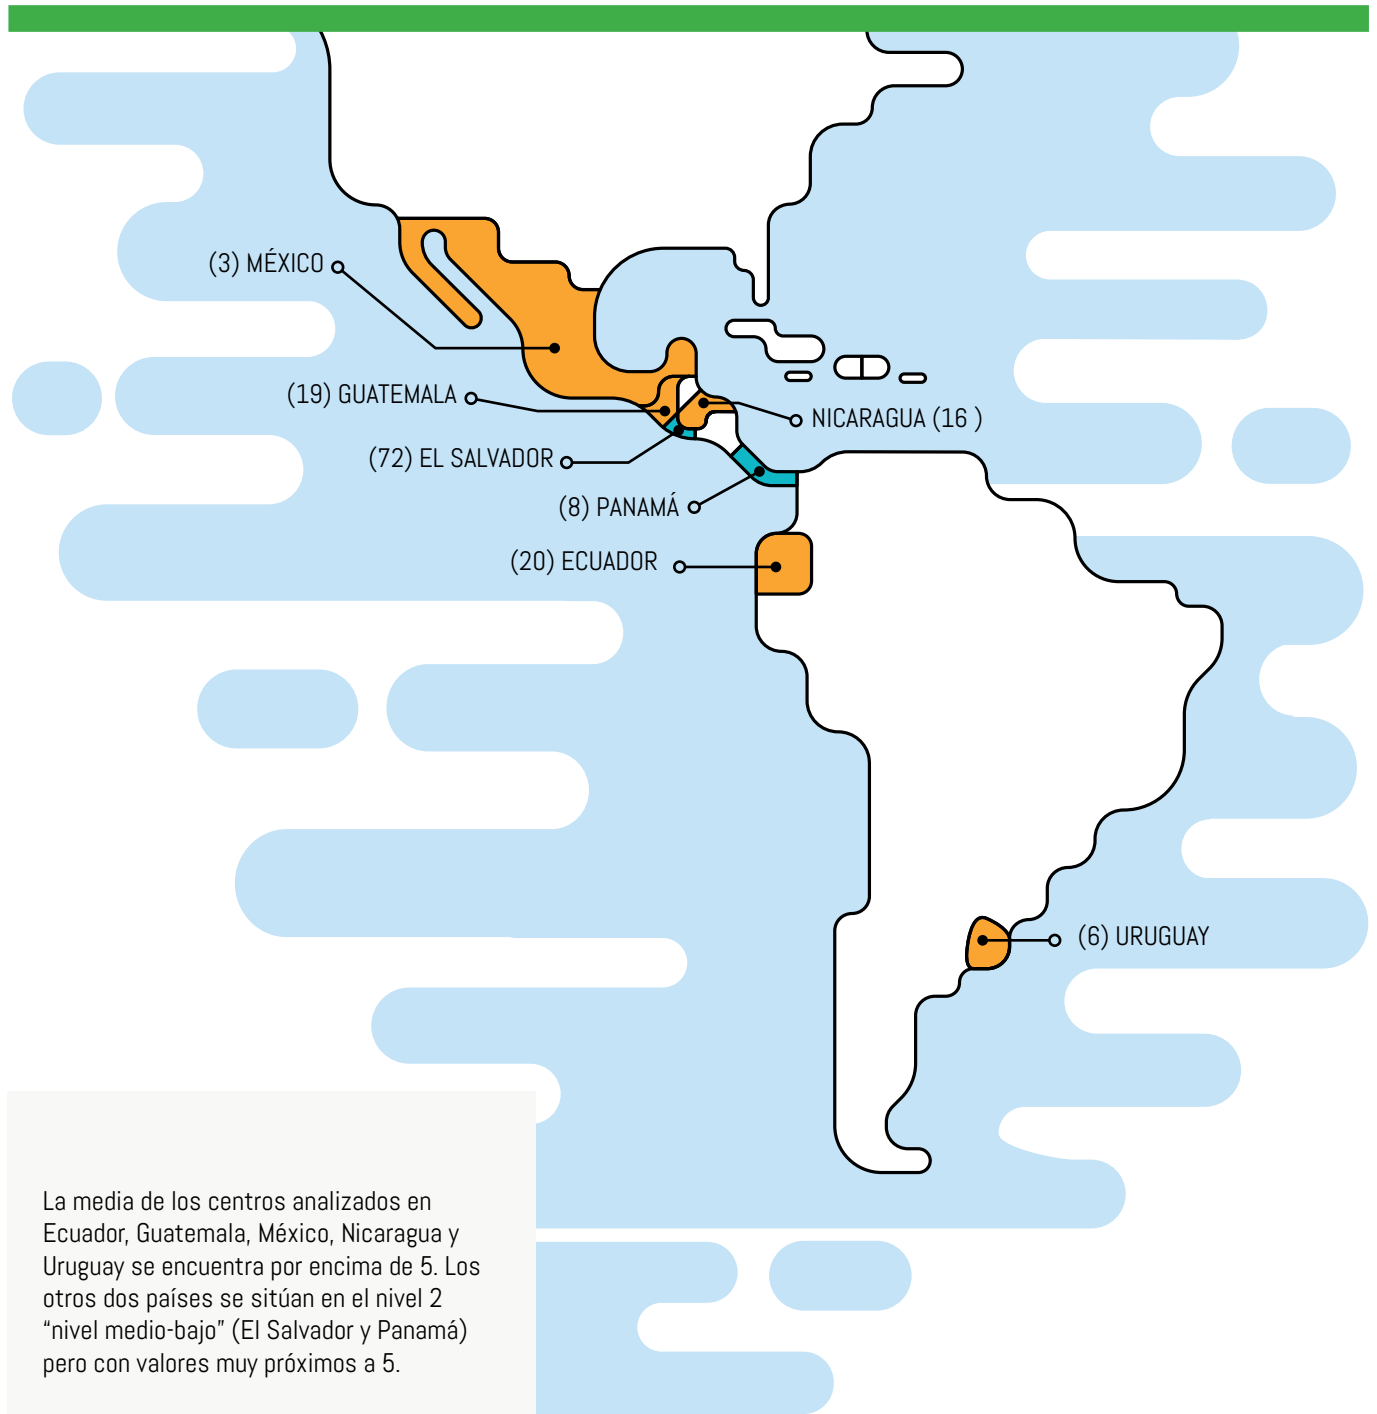 (3) MÉXICO
(19) GUATEMALA
NICARAGUA (16 )
(72) EL SALVADOR
(8) PANAMÁ
(20) ECUADOR
(6) URUGUAY
La media de los centros analizados en
Ecuador, Guatemala, México, Nicaragua y
Uruguay se encuentra por encima de 5. Los
otros dos países se sitúan en el nivel 2
“nivel medio-bajo” (El Salvador y Panamá)
pero con valores muy próximos a 5.